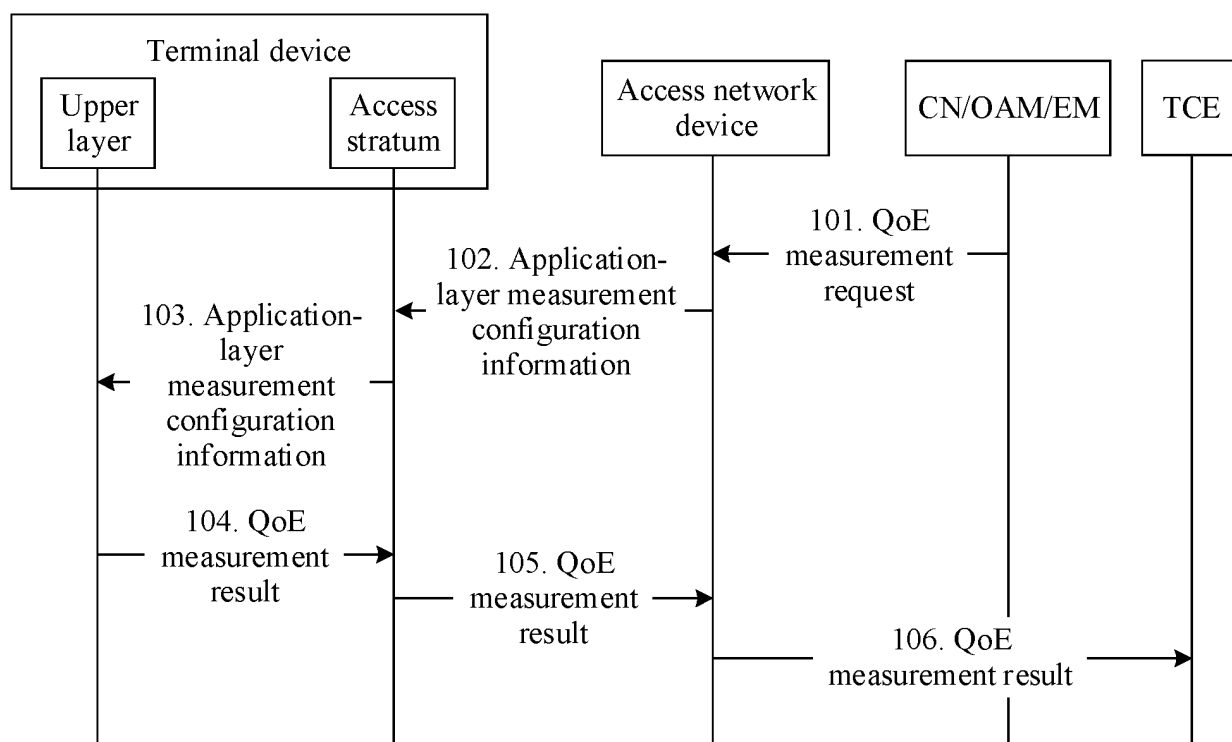 Terminal device
Upper
layer
Access
stratum
Access network
device
CN/OAM/EM
TCE
101. QoE
measurement
request
102. Application-
layer measurement
configuration
information
103. Application-
layer
measurement
configuration
information
104. QoE
measurement
result
105. QoE
measurement
result
106. QoE
measurement result